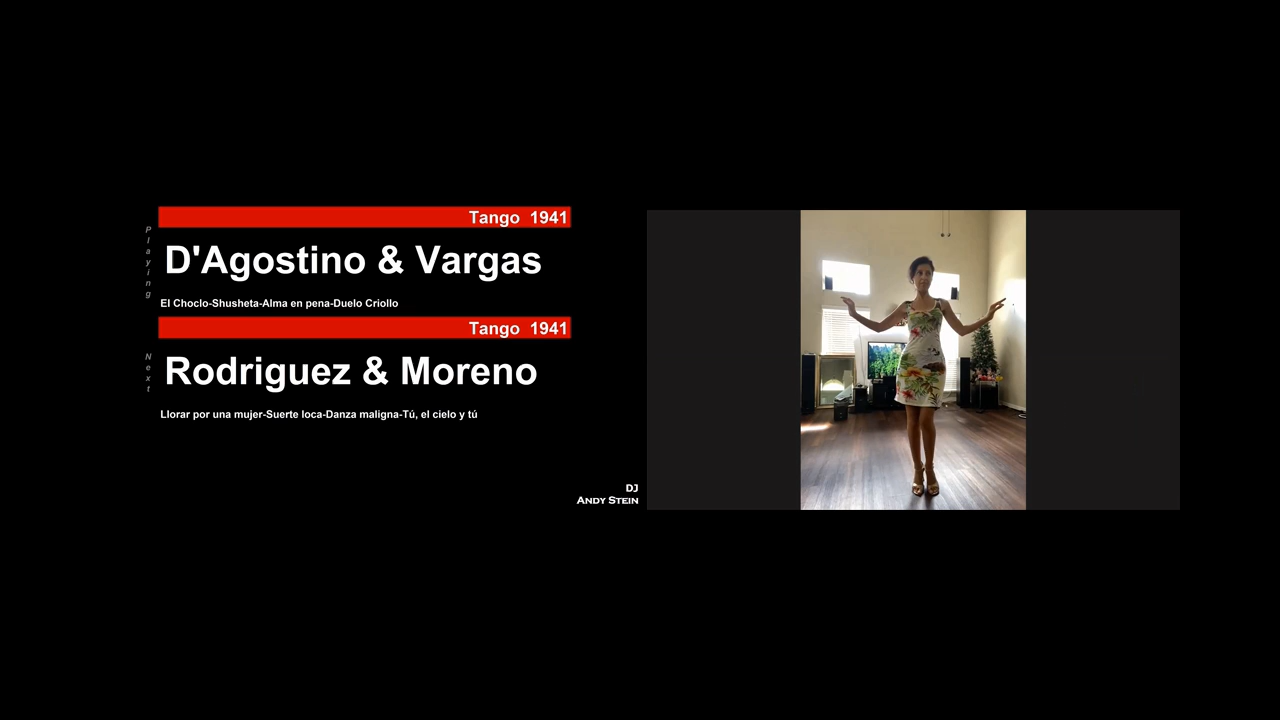 Playing
Tango 1941
D'Agostino & Vargas
El Choclo-Shusheta-Alma en pena-Duelo Criollo
Next
Tango 1941
Rodriguez & Moreno
Llorar por una mujer-Suerte loca-Danza maligna-Tú, el cielo y tú
DJ
Andy Stein